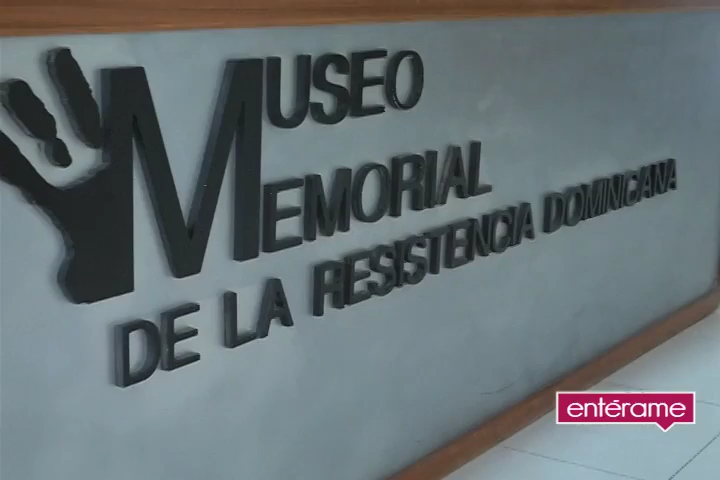 MUSEO
MEMORIAL
DE LA RESISTENCIA DOMINICANA
entérame